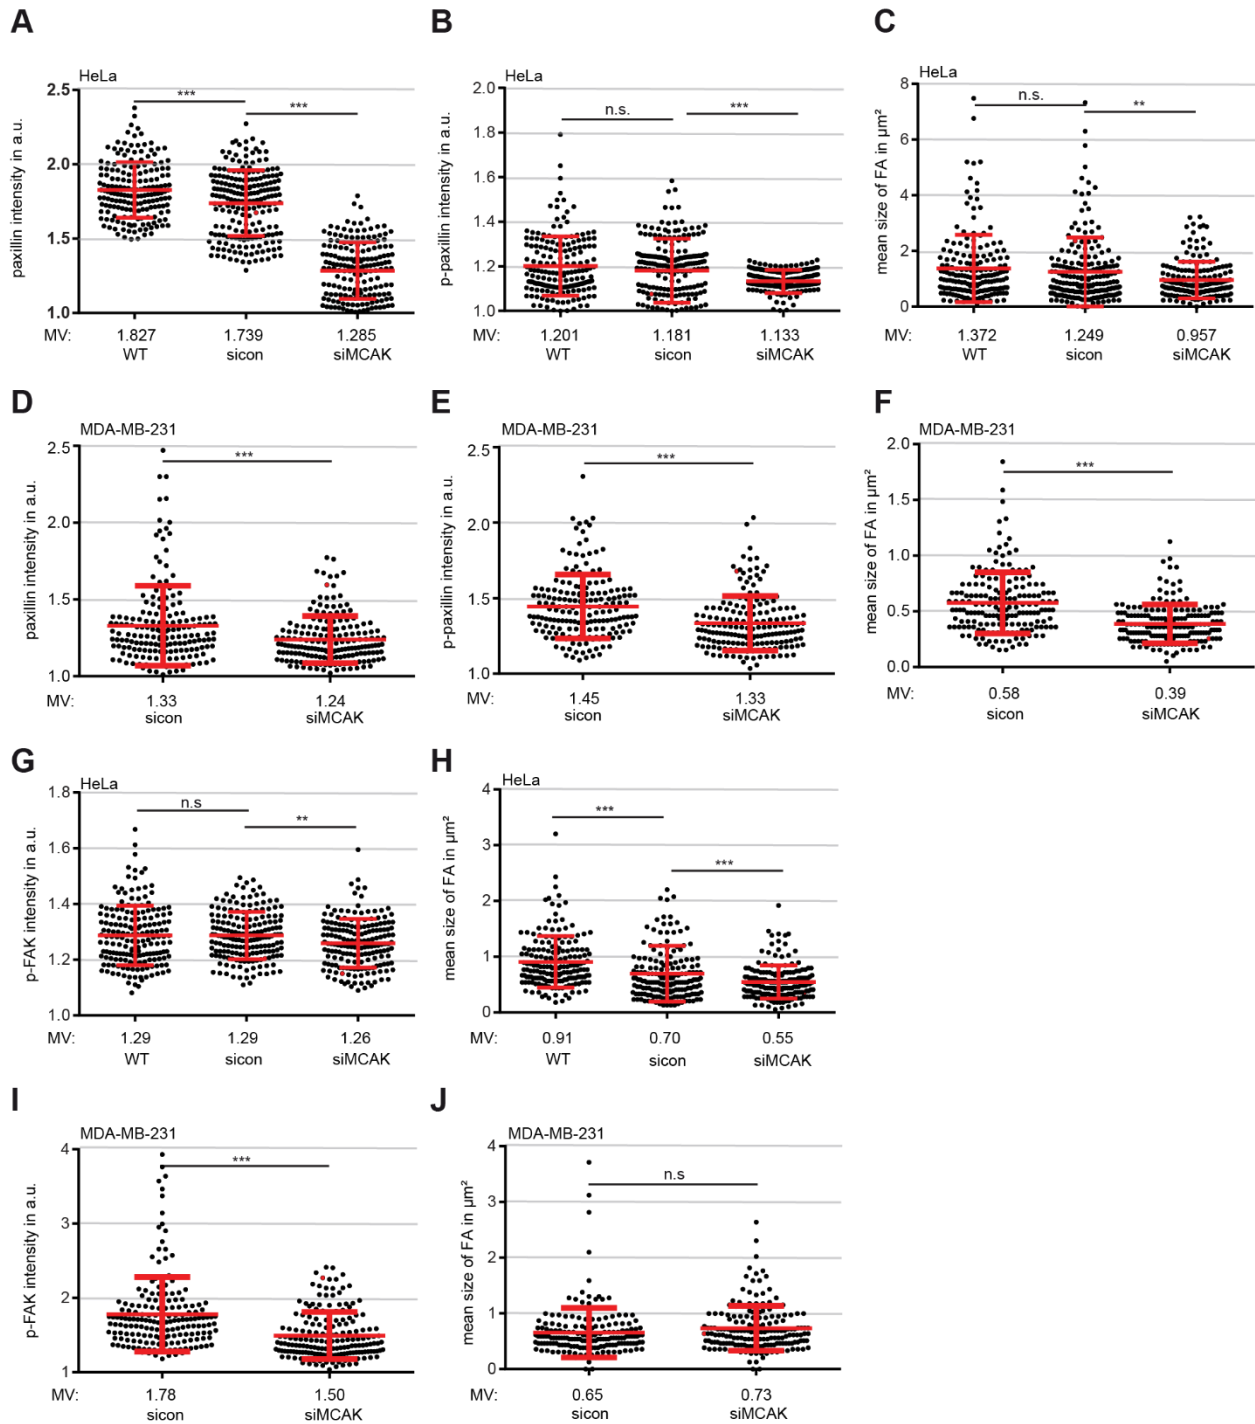 A
HeLa
paxillin intensity in a.u.
2.5
2.0
1.5
1.0
***
***
MV: 1.827 1.739 1.285
WT sicon siMCAK
B
HeLa
p-paxillin intensity in a.u.
2.0
1.8
1.6
1.4
1.2
1.0
n.s.
***
MV: 1.201 1.181 1.133
WT sicon siMCAK
C
HeLa
mean size of FA in µm²
8
6
4
2
0
n.s.
**
MV: 1.372 1.249 0.957
WT sicon siMCAK
D
MDA-MB-231
paxillin intensity in a.u.
2.5
2.0
1.5
1.0
***
MV: 1.33 1.24
sicon siMCAK
E
MDA-MB-231
p-paxillin intensity in a.u.
2.5
2.0
1.5
1.0
***
MV: 1.45 1.33
sicon siMCAK
F
MDA-MB-231
mean size of FA in µm²
2.0
1.5
1.0
0.5
0.0
***
MV: 0.58 0.39
sicon siMCAK
G
HeLa
p-FAK intensity in a.u.
1.8
1.6
1.4
1.2
1.0
n.s
**
MV: 1.29 1.29 1.26
WT sicon siMCAK
H
HeLa
mean size of FA in µm²
4
3
2
1
0
***
***
MV: 0.91 0.70 0.55
WT sicon siMCAK
I
MDA-MB-231
p-FAK intensity in a.u.
4
3
2
1
***
MV: 1.78 1.50
sicon siMCAK
J
MDA-MB-231
mean size of FA in µm²
4
3
2
1
0
n.s
MV: 0.65 0.73
sicon siMCAK